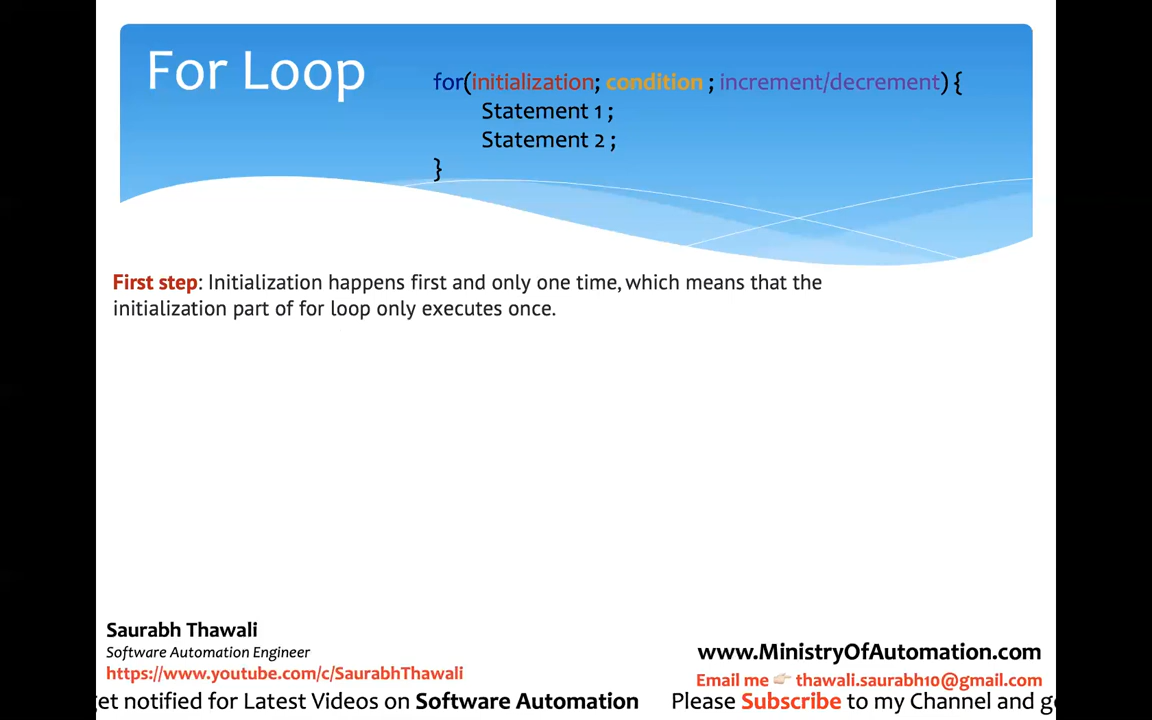 For Loop
for(initialization; condition ; increment/decrement) {
Statement 1 ;
Statement 2 ;
}
First step: Initialization happens first and only one time, which means that the
initialization part of for loop only executes once.
Saurabh Thawali
Software Automation Engineer
https://www.youtube.com/c/SaurabhThawali
www.MinistryOfAutomation.com
Email me 👉🏻 thawali.saurabh10@gmail.com
get notified for Latest Videos on Software Automation Please Subscribe to my Channel and